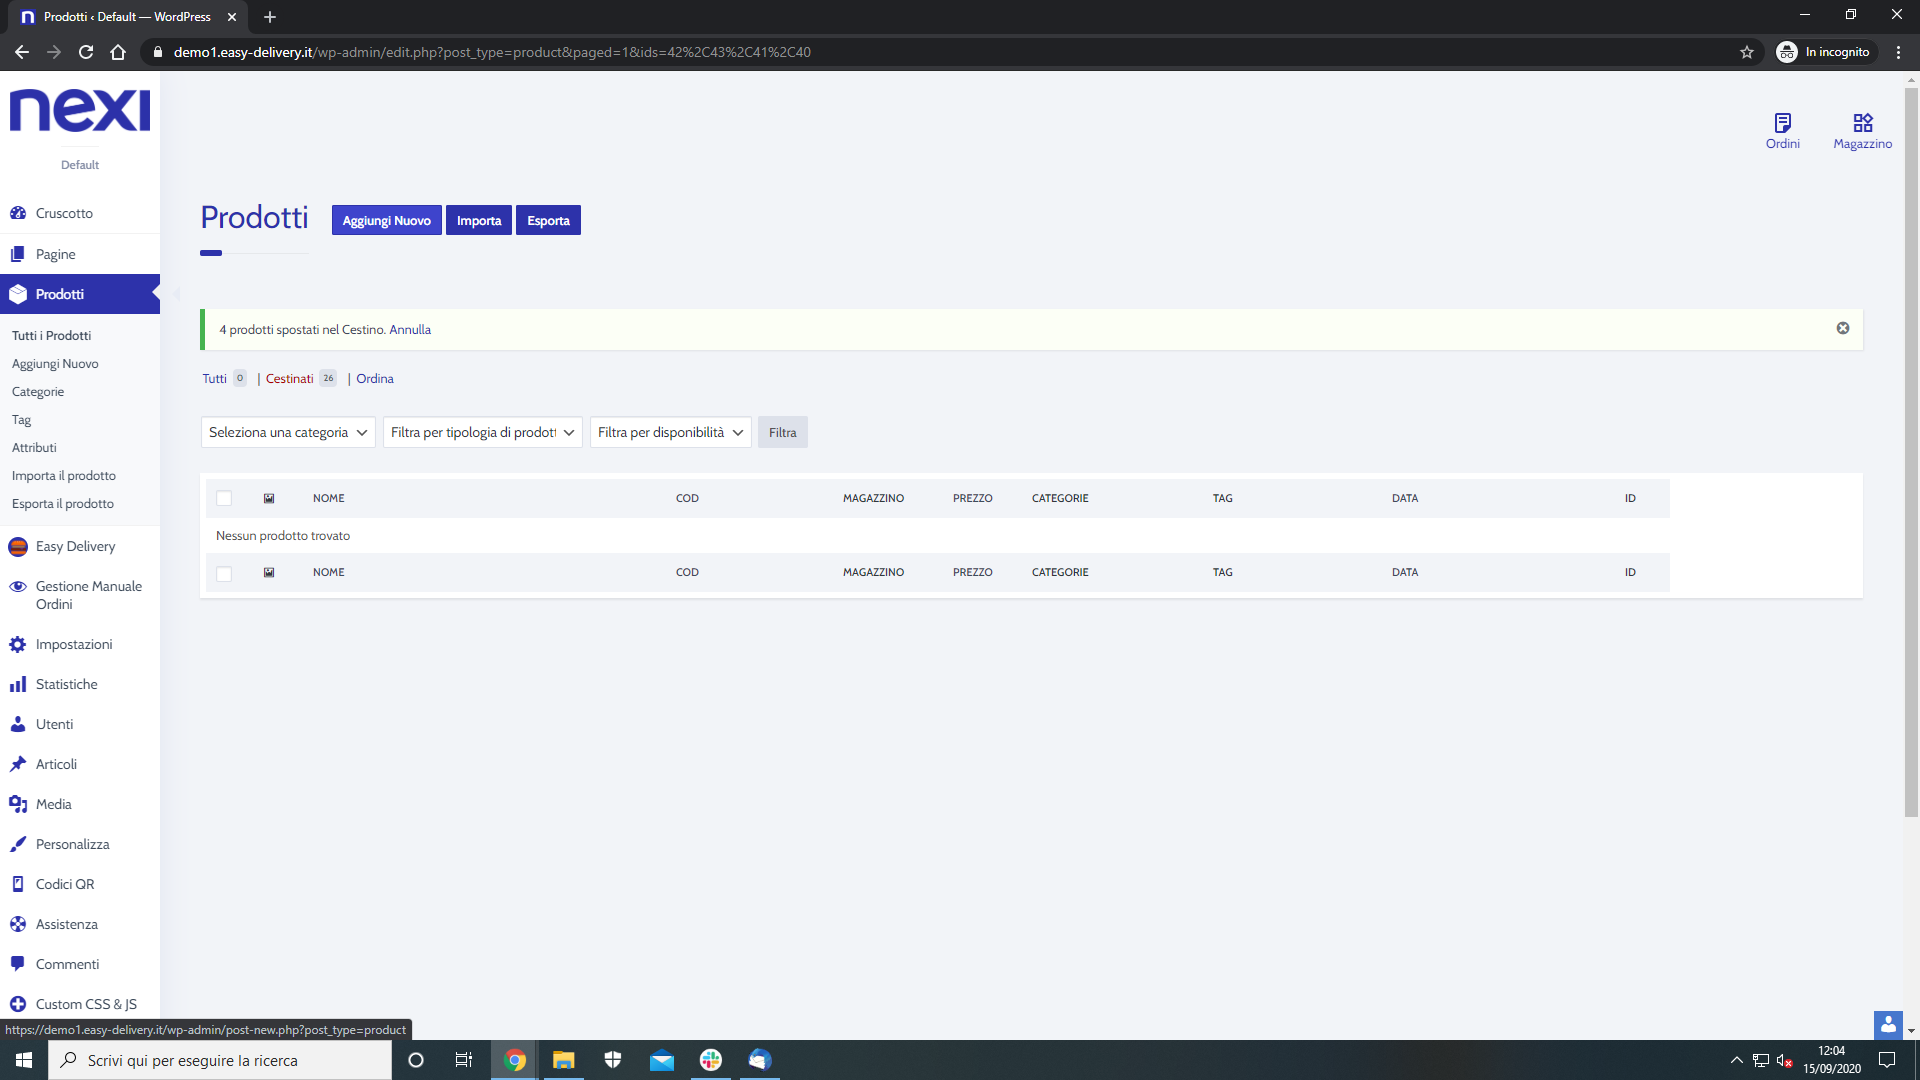 Prodotti ‹ Default — WordPress
demo1.easy-delivery.it/wp-admin/edit.php?post_type=product&paged=1&ids=42%2C43%2C41%2C40
In incognito
nexi
Default
Ordini
Magazzino
Cruscotto
Pagine
Prodotti
Tutti i Prodotti
Aggiungi Nuovo
Categorie
Tag
Attributi
Importa il prodotto
Esporta il prodotto
Easy Delivery
Gestione Manuale
Ordini
Impostazioni
Statistiche
Utenti
Articoli
Media
Personalizza
Codici QR
Assistenza
Commenti
Custom CSS & JS
Prodotti Aggiungi Nuovo Importa Esporta
4 prodotti spostati nel Cestino. Annulla
Tutti 0 | Cestinati 26 | Ordina
Seleziona una categoria Filtra per tipologia di prodott Filtra per disponibilità Filtra
NOME COD MAGAZZINO PREZZO CATEGORIE TAG DATA ID
Nessun prodotto trovato
NOME COD MAGAZZINO PREZZO CATEGORIE TAG DATA ID
https://demo1.easy-delivery.it/wp-admin/post-new.php?post_type=product
Scrivi qui per eseguire la ricerca
12:04
15/09/2020